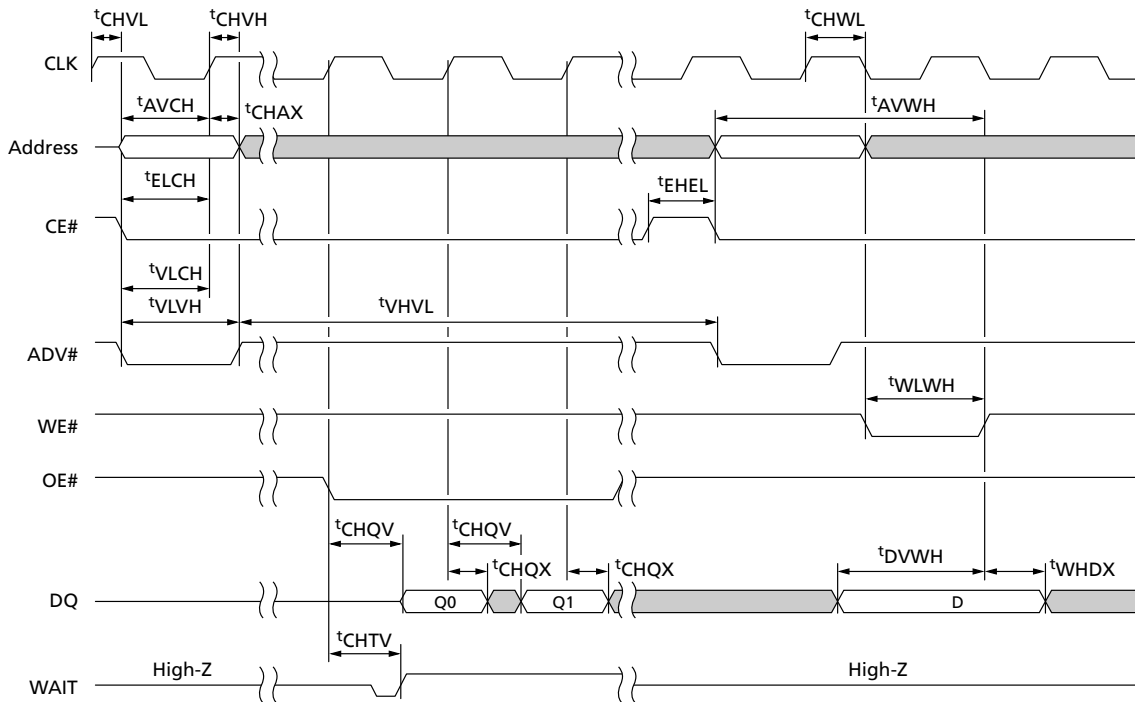 tCHVL tCHVH tCHWL
CLK
tAVCH tCHAX tAVWH
Address
tELCH tEHEL
CE#
tVLCH
tVLVH tVHVL
ADV#
tWLWH
WE#
OE#
tCHQV tCHQV
tCHQX tCHQX tDVWH tWHDX
DQ Q0 Q1 D
tCHTV
High-Z High-Z
WAIT